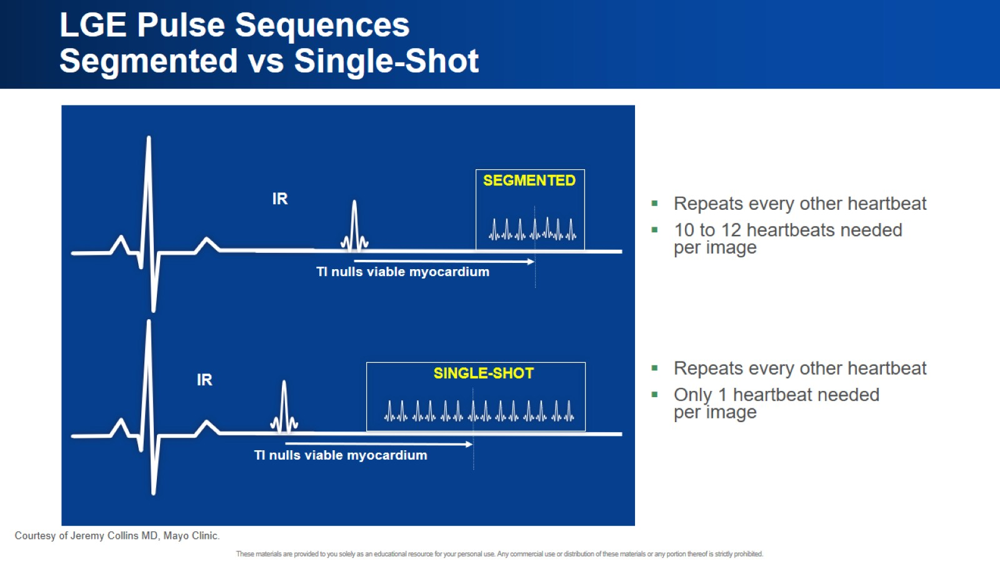 LGE Pulse Sequences
Segmented vs Single-Shot
IR
SEGMENTED
TI nulls viable myocardium
▪ Repeats every other heartbeat
▪ 10 to 12 heartbeats needed
per image
IR
SINGLE-SHOT
TI nulls viable myocardium
▪ Repeats every other heartbeat
▪ Only 1 heartbeat needed
per image
Courtesy of Jeremy Collins MD, Mayo Clinic.
These materials are provided to you solely as an educational resource for your personal use. Any commercial use or distribution of these materials or any portion thereof is strictly prohibited.